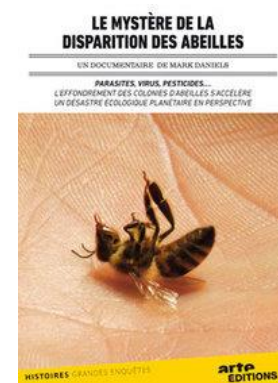 LE MYSTÈRE DE LA
DISPARITION DES ABEILLES
UN DOCUMENTAIRE DE MARK DANIELS
PARASITES, VIRUS, PESTICIDES...
L'EFFONDREMENT DES COLONIES D'ABEILLES S'ACCÉLÈRE
UN DÉSASTRE ÉCOLOGIQUE PLANÉTAIRE EN PERSPECTIVE
HISTOIRES GRANDES ENQUÊTES
arte
EDITIONS